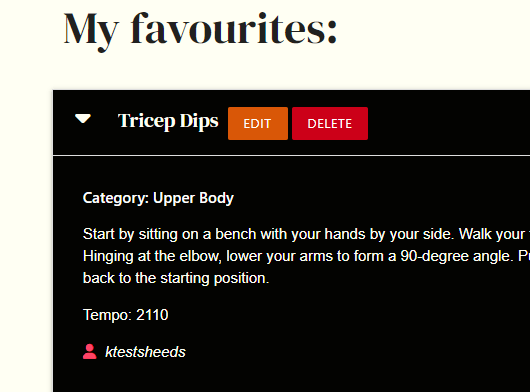 My favourites:
Tricep Dips EDIT DELETE
Category: Upper Body
Start by sitting on a bench with your hands by your side. Walk your
Hinging at the elbow, lower your arms to form a 90-degree angle.
back to the starting position.
Tempo: 2110
ktestsheeds